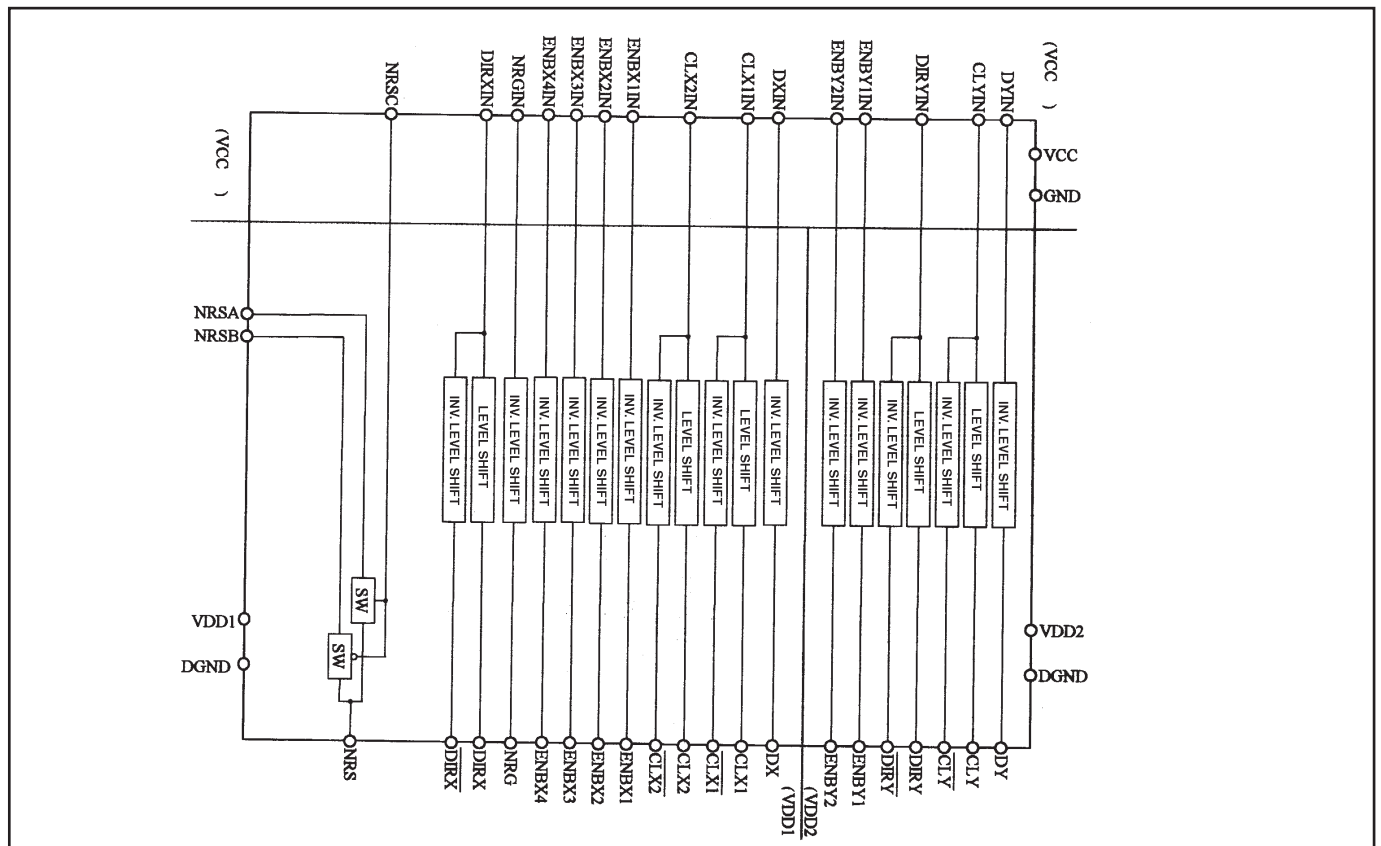 NRSC
DIRXIN
NRGIN
ENBX4IN
ENBX3IN
ENBX2IN
ENBX1IN
CLX2IN
CLX1IN
DXIN
ENBY2IN
ENBY1IN
DIRYIN
CLYIN
DYIN
(VCC )
(VCC )
VCC
GND
NRSA
NRSB
INV. LEVEL SHIFT
LEVEL SHIFT
INV. LEVEL SHIFT
INV. LEVEL SHIFT
INV. LEVEL SHIFT
INV. LEVEL SHIFT
INV. LEVEL SHIFT
INV. LEVEL SHIFT
LEVEL SHIFT
INV. LEVEL SHIFT
LEVEL SHIFT
INV. LEVEL SHIFT
INV. LEVEL SHIFT
INV. LEVEL SHIFT
INV. LEVEL SHIFT
LEVEL SHIFT
INV. LEVEL SHIFT
LEVEL SHIFT
INV. LEVEL SHIFT
SW
SW
VDD1
DGND
VDD2
DGND
NRS
DIRX
DIRX
NRG
ENBX4
ENBX3
ENBX2
ENBX1
CLX2
CLX2
CLX1
CLX1
DX
(VDD1
(VDD2
ENBY2
ENBY1
DIRY
DIRY
CLY
CLY
DY